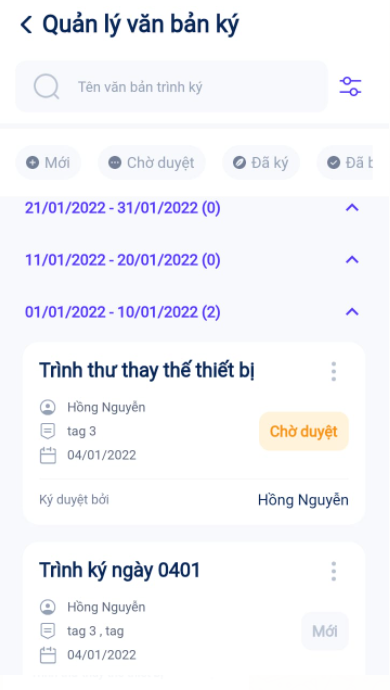 Quản lý văn bản ký
Tên văn bản trình ký
Mới Chờ duyệt Đã ký Đã b
21/01/2022 - 31/01/2022 (0)
11/01/2022 - 20/01/2022 (0)
01/01/2022 - 10/01/2022 (2)
Trình thư thay thế thiết bị
Hồng Nguyễn
tag 3
Chờ duyệt
04/01/2022
Ký duyệt bởi Hồng Nguyễn
Trình ký ngày 0401
Hồng Nguyễn
tag 3 , tag
Mới
04/01/2022